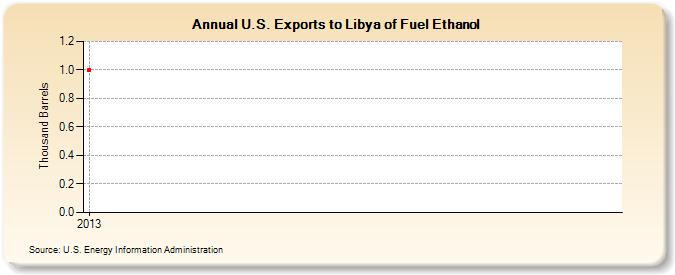 Annual U.S. Exports to Libya of Fuel Ethanol
Thousand Barrels
1.2
1.0
0.8
0.6
0.4
0.2
0.0
2013
Source: U.S. Energy Information Administration